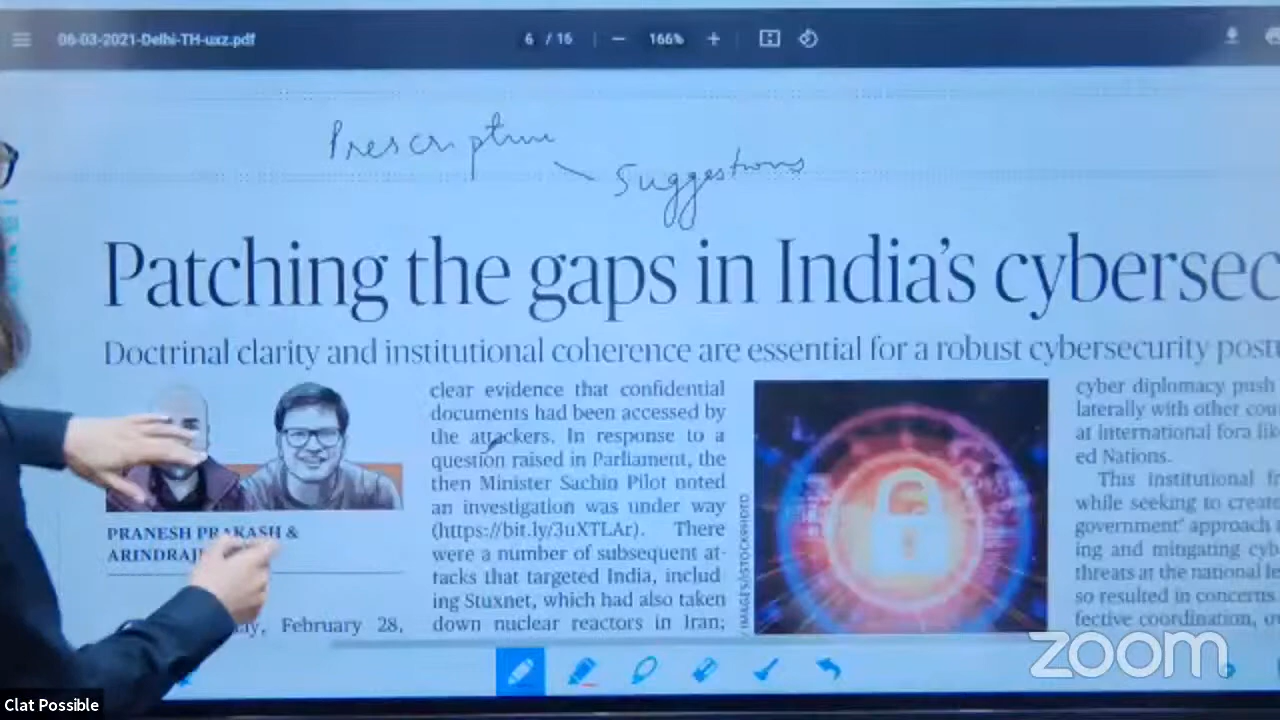 06-03-2021-Delhi-TH-uxz.pdf
6 / 16
166%
Prescriptive
Suggestions
Patching the gaps in India's cybersec
Doctrinal clarity and institutional coherence are essential for a robust cybersecurity
PRANESH PRAKASH &
February 28,
clear evidence that confidential
documents had been accessed by
the attackers. In response to a
question raised in Parliament, the
then Minister Sachin Pilot noted
an investigation was under way
(https://bit.ly/3uXTLAr). There
were a number of subsequent at-
tacks that targeted India, includ
ing Stuxnet, which had also taken
down nuclear reactors in Iran;
IMAGES/ISTOCKPHOTO
cyber diplomacy push
laterally with other cou
at international fora lik
ed Nations.
This institutional fr
while seeking to create
government' approach
ing and mitigating cyb
threats at the national le
so resulted in concerns
fective coordination, ov
zoom
Clat Possible